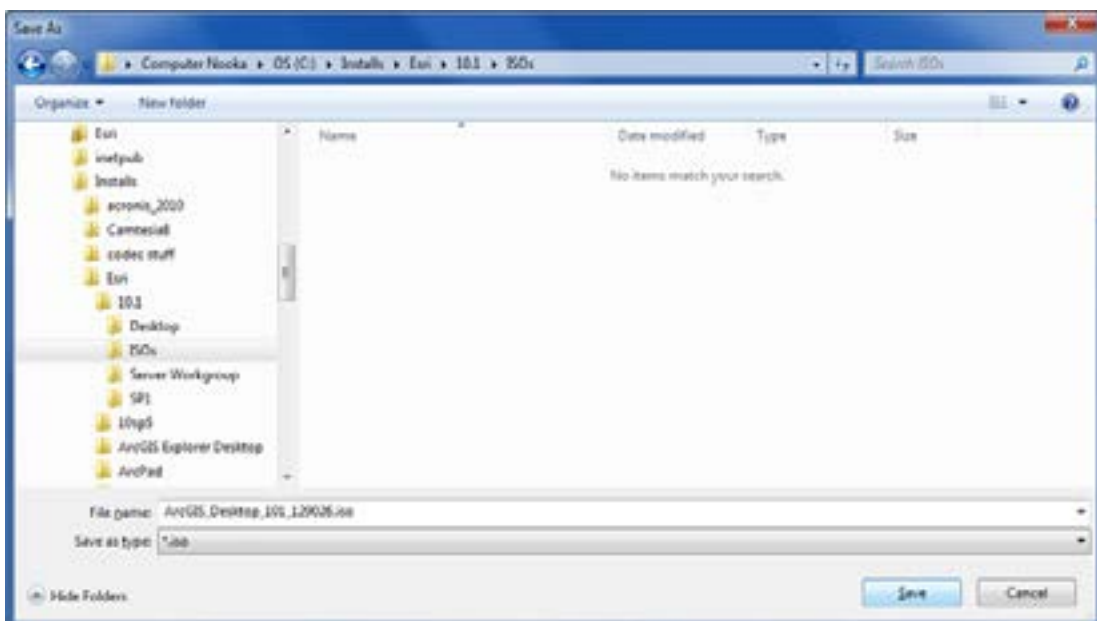 Save As
Computer Nooka ▸ OS (C:) ▸ Installs ▸ Esri ▸ 10.1 ▸ ISOs
Search ISOs
Organize
New folder
Name
Date modified
Type
Size
No items match your search.
Esri
inetpub
Installs
acronis_2010
Camtesia8
codec stuff
Esri
10.1
Desktop
ISOs
Server Workgroup
SP1
10sp5
ArcGIS Explorer Desktop
ArcPad
File name: ArcGIS_Desktop_101_129026.iso
Save as type: *.iso
Hide Folders
Save
Cancel